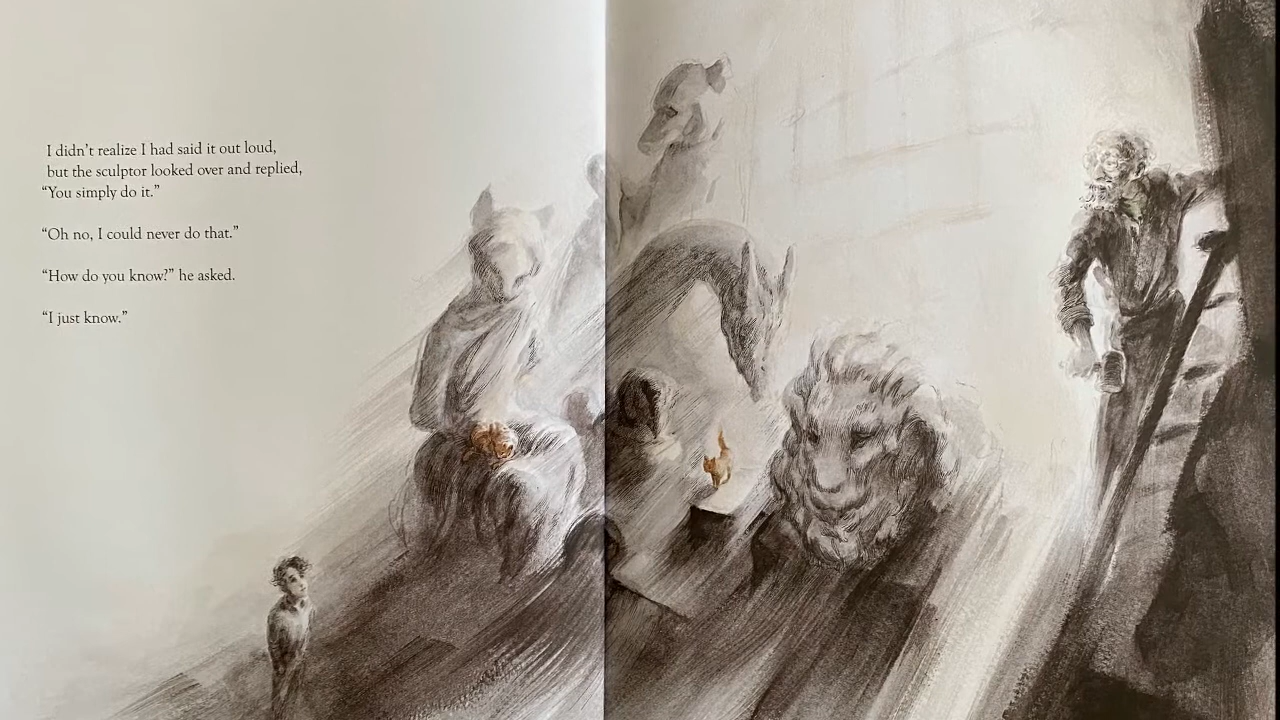 I didn’t realize I had said it out loud,
but the sculptor looked over and replied,
“You simply do it.”
“Oh no, I could never do that.”
“How do you know?” he asked.
“I just know.”